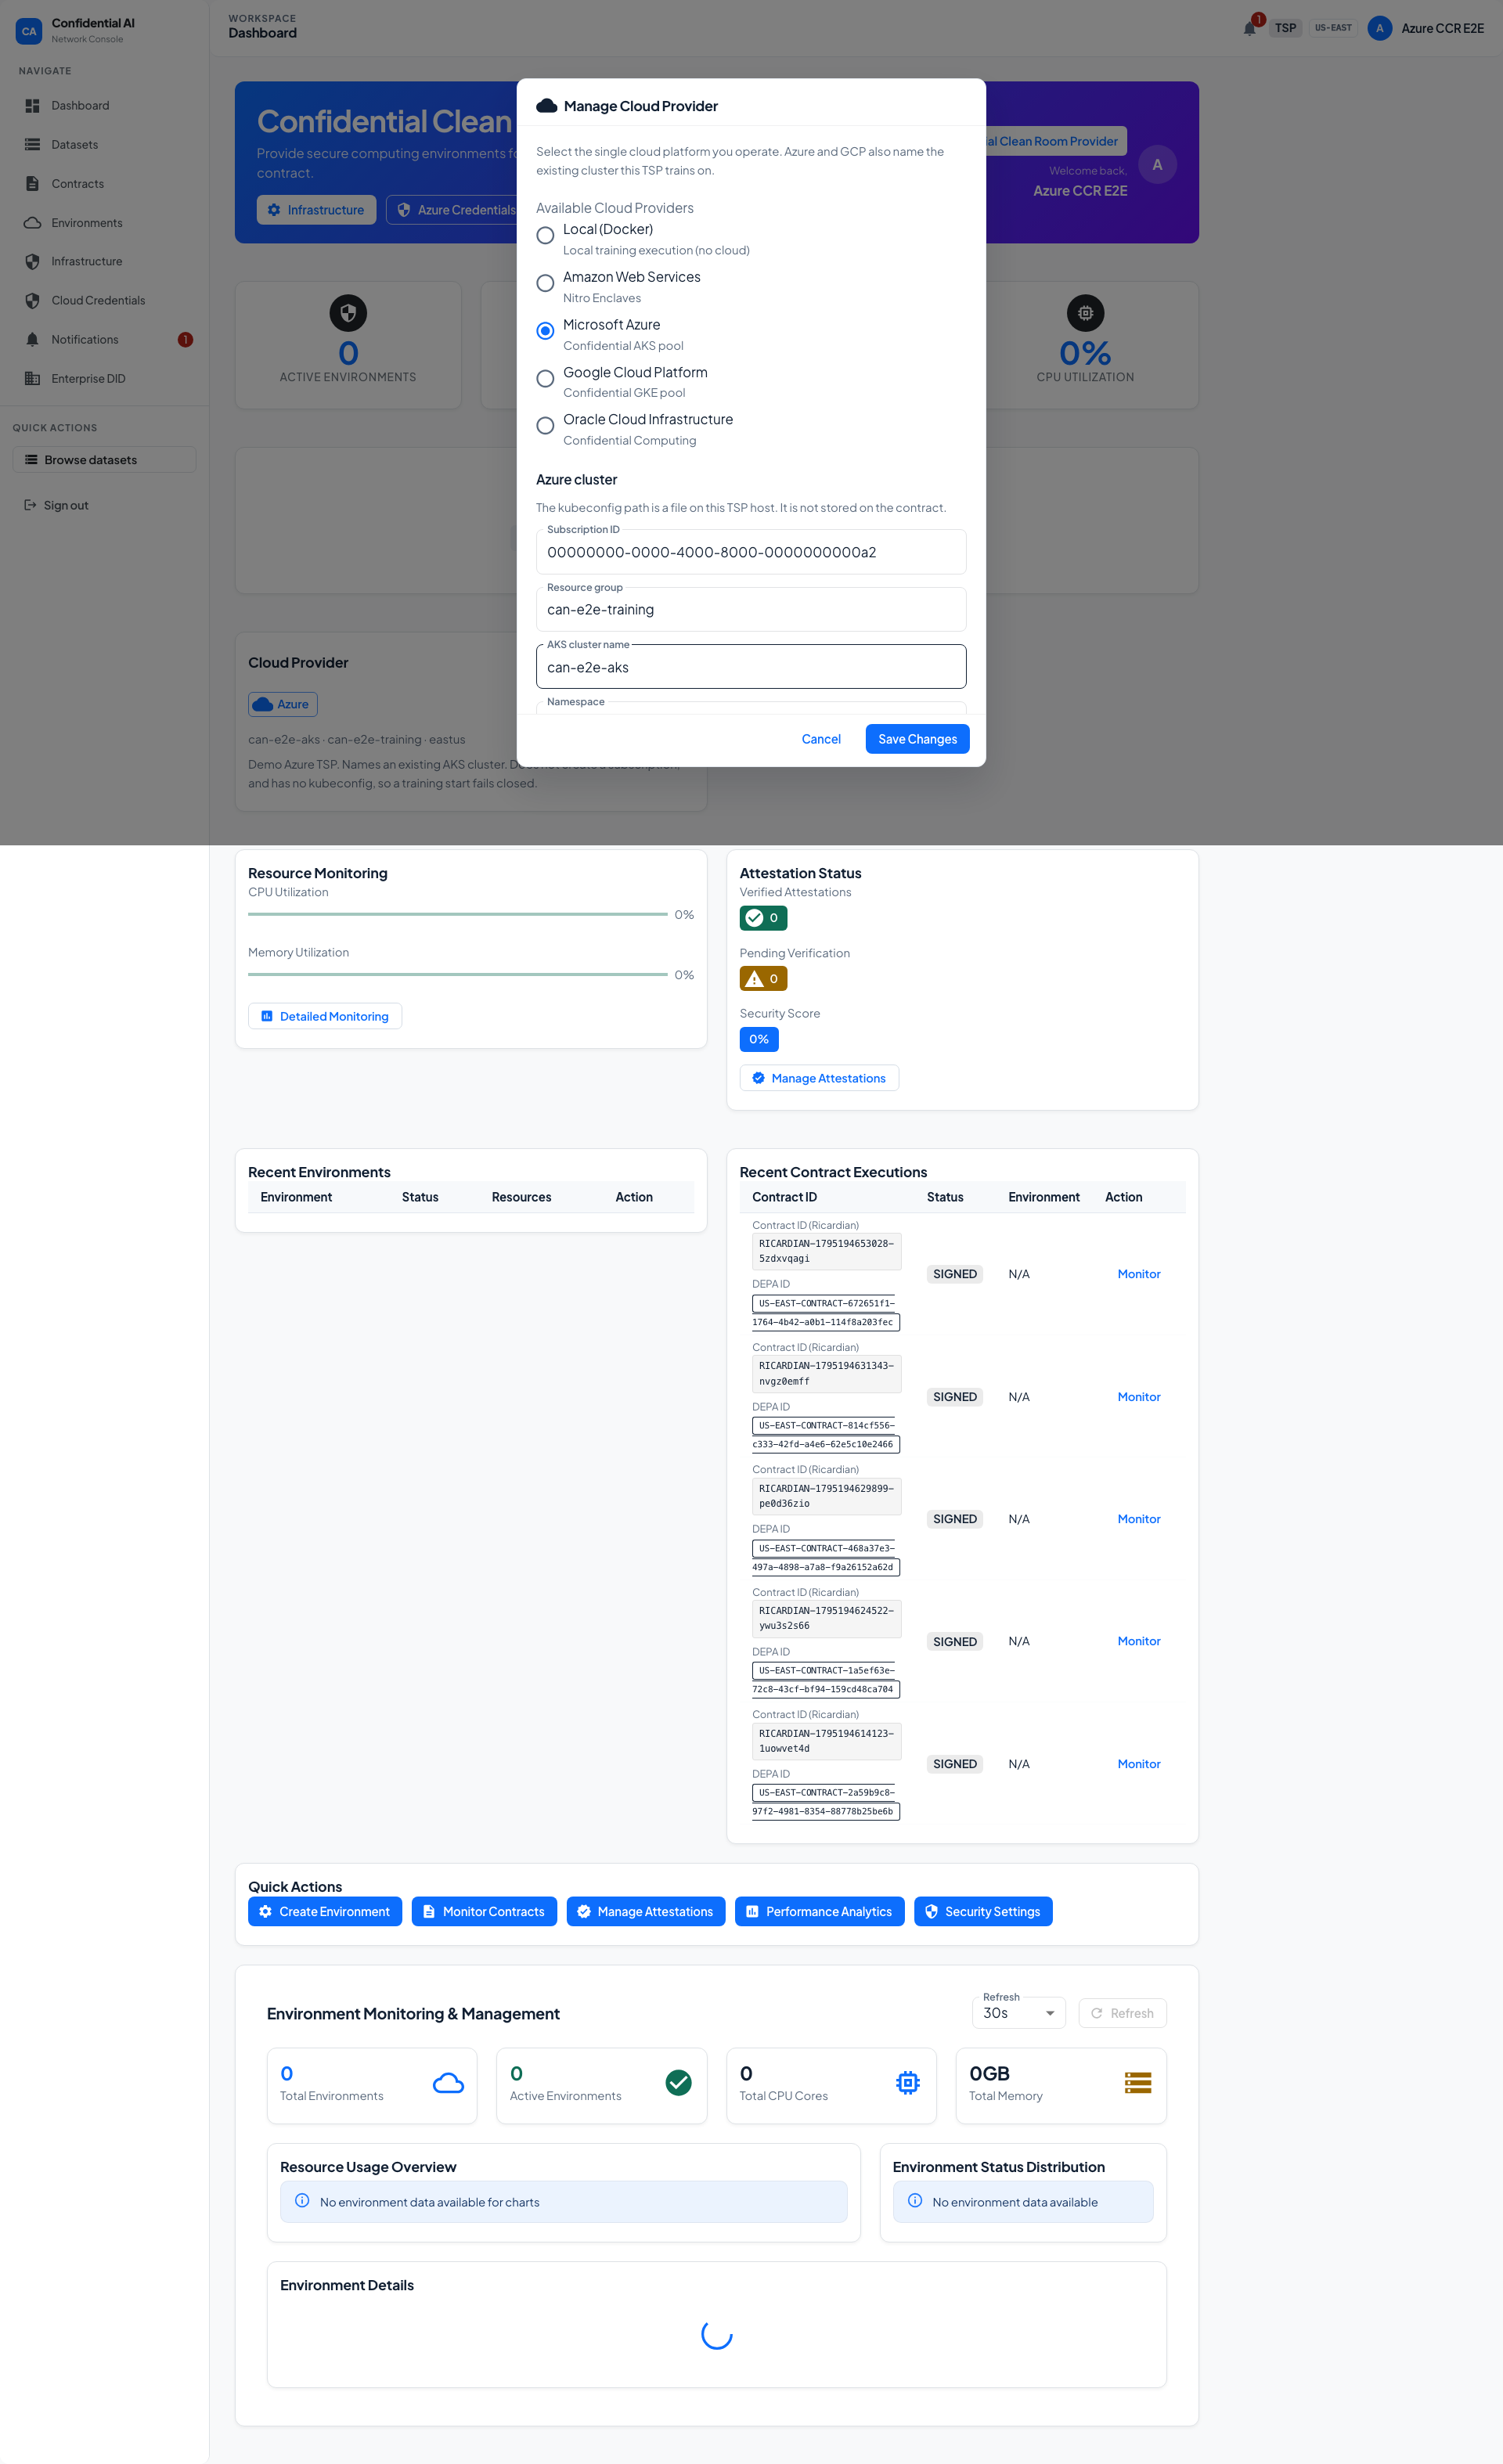 CA
Confidential AI
Network Console
NAVIGATE
Dashboard
Datasets
Contracts
Environments
Infrastructure
Cloud Credentials
Notifications
1
Enterprise DID
QUICK ACTIONS
Browse datasets
Sign out
WORKSPACE
Dashboard
1
TSP
US-EAST
A
Azure CCR E2E
Confidential Clean
Provide secure computing environments fo
contract.
Infrastructure
Azure Credentials
al Clean Room Provider
Welcome back,
Azure CCR E2E
A
0
ACTIVE ENVIRONMENTS
0%
CPU UTILIZATION
Cloud Provider
Azure
can-e2e-aks · can-e2e-training · eastus
Demo Azure TSP. Names an existing AKS cluster. Does not create a subscription,
and has no kubeconfig, so a training start fails closed.
Manage Cloud Provider
Select the single cloud platform you operate. Azure and GCP also name the
existing cluster this TSP trains on.
Available Cloud Providers
Local (Docker)
Local training execution (no cloud)
Amazon Web Services
Nitro Enclaves
Microsoft Azure
Confidential AKS pool
Google Cloud Platform
Confidential GKE pool
Oracle Cloud Infrastructure
Confidential Computing
Azure cluster
The kubeconfig path is a file on this TSP host. It is not stored on the contract.
Subscription ID
00000000-0000-4000-8000-0000000000a2
Resource group
can-e2e-training
AKS cluster name
can-e2e-aks
Namespace
Cancel
Save Changes
Resource Monitoring
CPU Utilization
0%
Memory Utilization
0%
Detailed Monitoring
Attestation Status
Verified Attestations
0
Pending Verification
0
Security Score
0%
Manage Attestations
Recent Environments
Environment Status Resources Action
Recent Contract Executions
Contract ID Status Environment Action
Contract ID (Ricardian)
RICARDIAN-1795194653028-
5zdxvqagi
DEPA ID
US-EAST-CONTRACT-672651f1-
1764-4b42-a0b1-114f8a203fec
SIGNED N/A Monitor
Contract ID (Ricardian)
RICARDIAN-1795194631343-
nvgz0emff
DEPA ID
US-EAST-CONTRACT-814cf556-
c333-42fd-a4e6-62e5c10e2466
SIGNED N/A Monitor
Contract ID (Ricardian)
RICARDIAN-1795194629899-
pe0d36zio
DEPA ID
US-EAST-CONTRACT-468a37e3-
497a-4898-a7a8-f9a26152a62d
SIGNED N/A Monitor
Contract ID (Ricardian)
RICARDIAN-1795194624522-
ywu3s2s66
DEPA ID
US-EAST-CONTRACT-1a5ef63e-
72c8-43cf-bf94-159cd48ca704
SIGNED N/A Monitor
Contract ID (Ricardian)
RICARDIAN-1795194614123-
1uowvet4d
DEPA ID
US-EAST-CONTRACT-2a59b9c8-
97f2-4981-8354-88778b25be6b
SIGNED N/A Monitor
Quick Actions
Create Environment
Monitor Contracts
Manage Attestations
Performance Analytics
Security Settings
Environment Monitoring & Management
Refresh
30s
Refresh
0
Total Environments
0
Active Environments
0
Total CPU Cores
0GB
Total Memory
Resource Usage Overview
No environment data available for charts
Environment Status Distribution
No environment data available
Environment Details